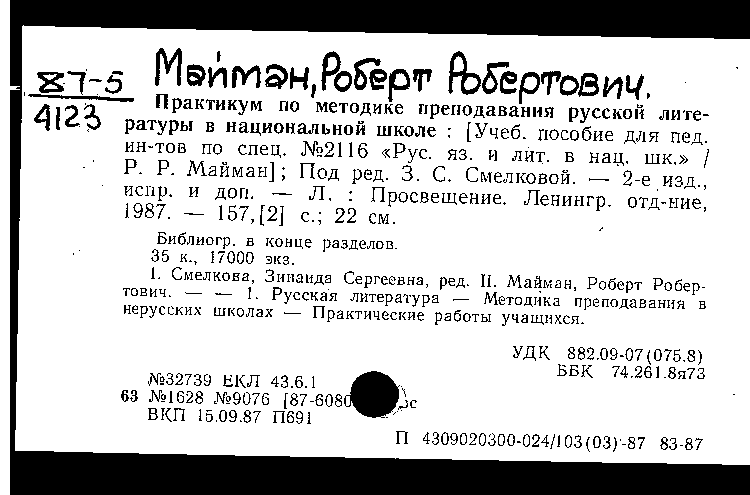 87-5
4123
Майман, Роберт Робертович.
Практикум по методике преподавания русской лите-
ратуры в национальной школе : [Учеб. пособие для пед.
ин-тов по спец. №2116 «Рус. яз. и лит. в нац. шк.» /
Р. Р. Майман] ; Под ред. З. С. Смелковой. — 2-е изд.,
испр. и доп. — Л. : Просвещение. Ленингр. отд-ние,
1987. — 157,[2] с.; 22 см.
Библиогр. в конце разделов.
35 к., 17000 экз.
I. Смелкова, Зинаида Сергеевна, ред. II. Майман, Роберт Робер-
тович. — — 1. Русская литература — Методика преподавания в
нерусских школах — Практические работы учащихся.
УДК 882.09-07(075.8)
ББК 74.261.8я73
№32739 ЕКЛ 43.6.1
63 №1628 №9076 [87-6080
ВКП 15.09.87 П691
П 4309020300-024/103(03)-87 83-87